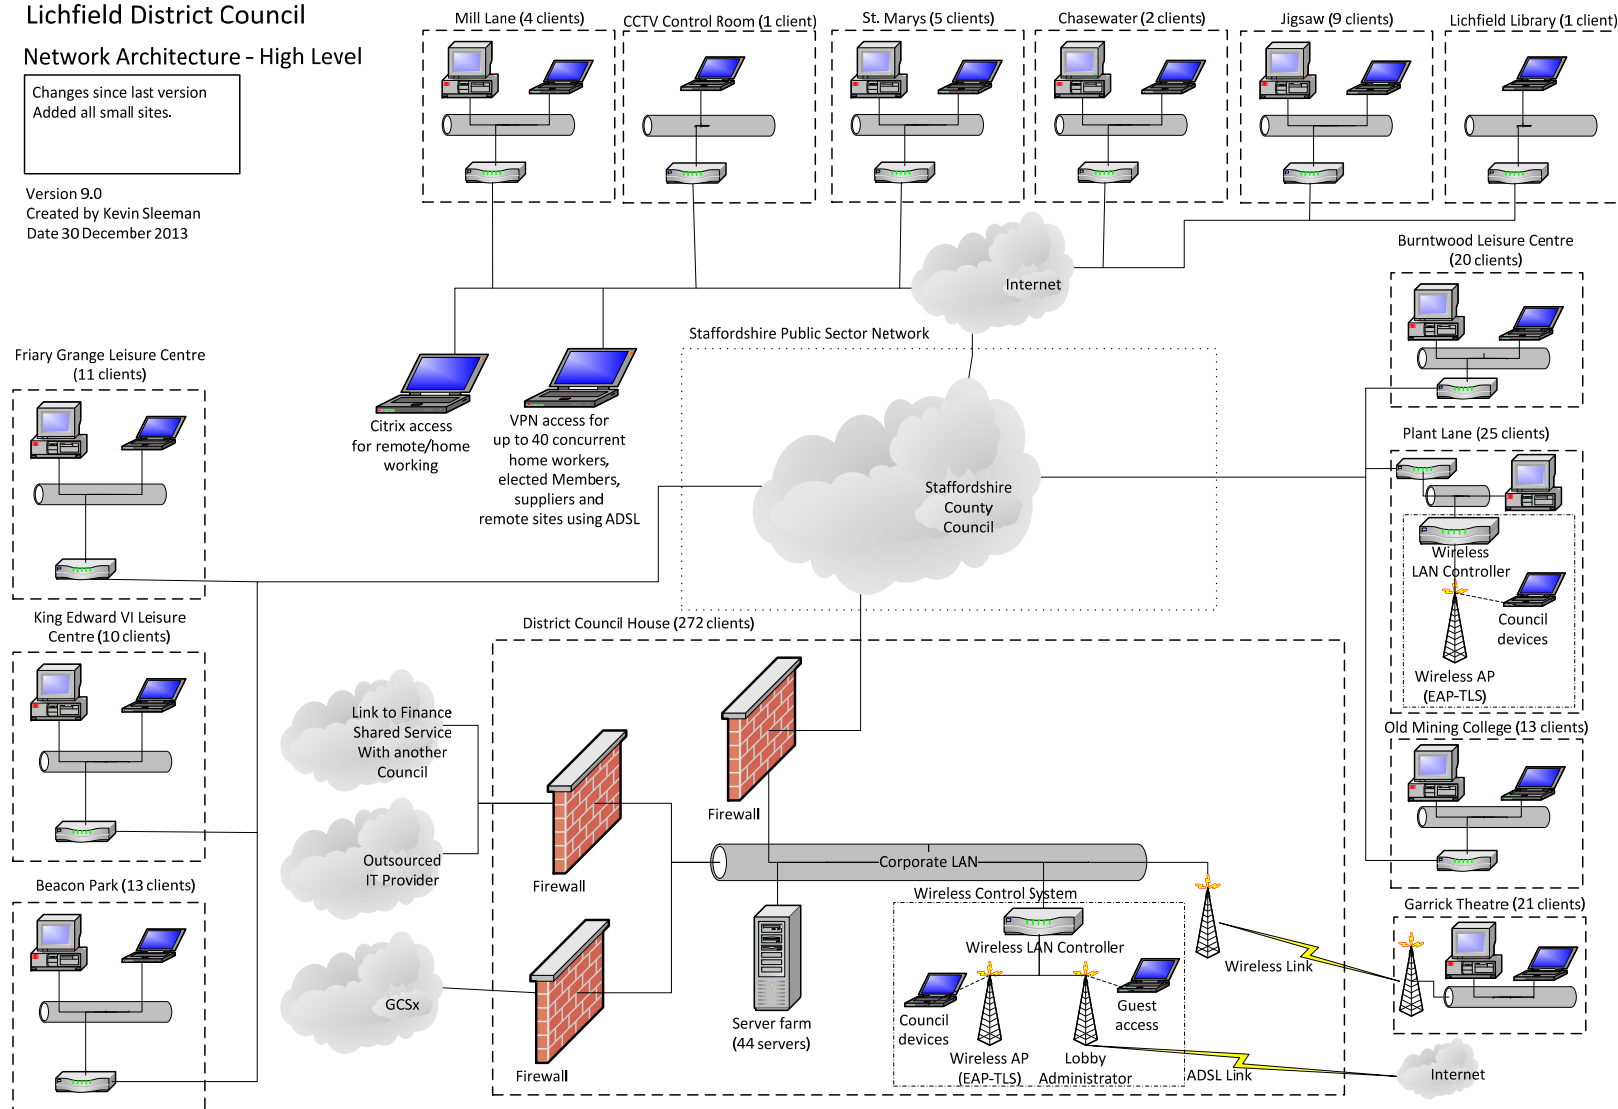 Lichfield District Council
Network Architecture - High Level
Changes since last version
Added all small sites.
Version 9.0
Created by Kevin Sleeman
Date 30 December 2013
Mill Lane (4 clients)
CCTV Control Room (1 client)
St. Marys (5 clients)
Chasewater (2 clients)
Jigsaw (9 clients)
Lichfield Library (1 client)
Internet
Burntwood Leisure Centre
(20 clients)
Staffordshire Public Sector Network
Friary Grange Leisure Centre
(11 clients)
Citrix access
for remote/home
working
VPN access for
up to 40 concurrent
home workers,
elected Members,
suppliers and
remote sites using ADSL
Staffordshire
County
Council
Plant Lane (25 clients)
Wireless
LAN Controller
Council
devices
Wireless AP
(EAP-TLS)
King Edward VI Leisure
Centre (10 clients)
District Council House (272 clients)
Link to Finance
Shared Service
With another
Council
Firewall
Old Mining College (13 clients)
Outsourced
IT Provider
Firewall
Corporate LAN
Beacon Park (13 clients)
Wireless Control System
Wireless LAN Controller
Garrick Theatre (21 clients)
Wireless Link
GCSx
Firewall
Server farm
(44 servers)
Council
devices
Wireless AP
(EAP-TLS)
Lobby
Administrator
Guest
access
ADSL Link
Internet